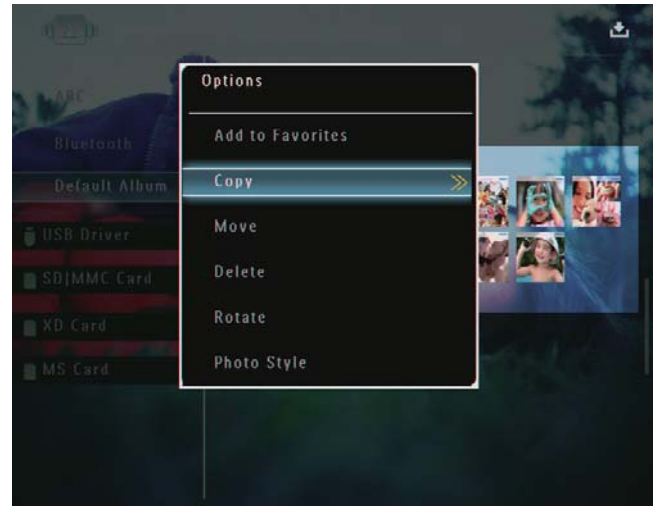 Options
Add to Favorites
Copy
Move
Delete
Rotate
Photo Style
ABC
Bluetooth
Default Album
USB Driver
SD|MMC Card
XD Card
MS Card